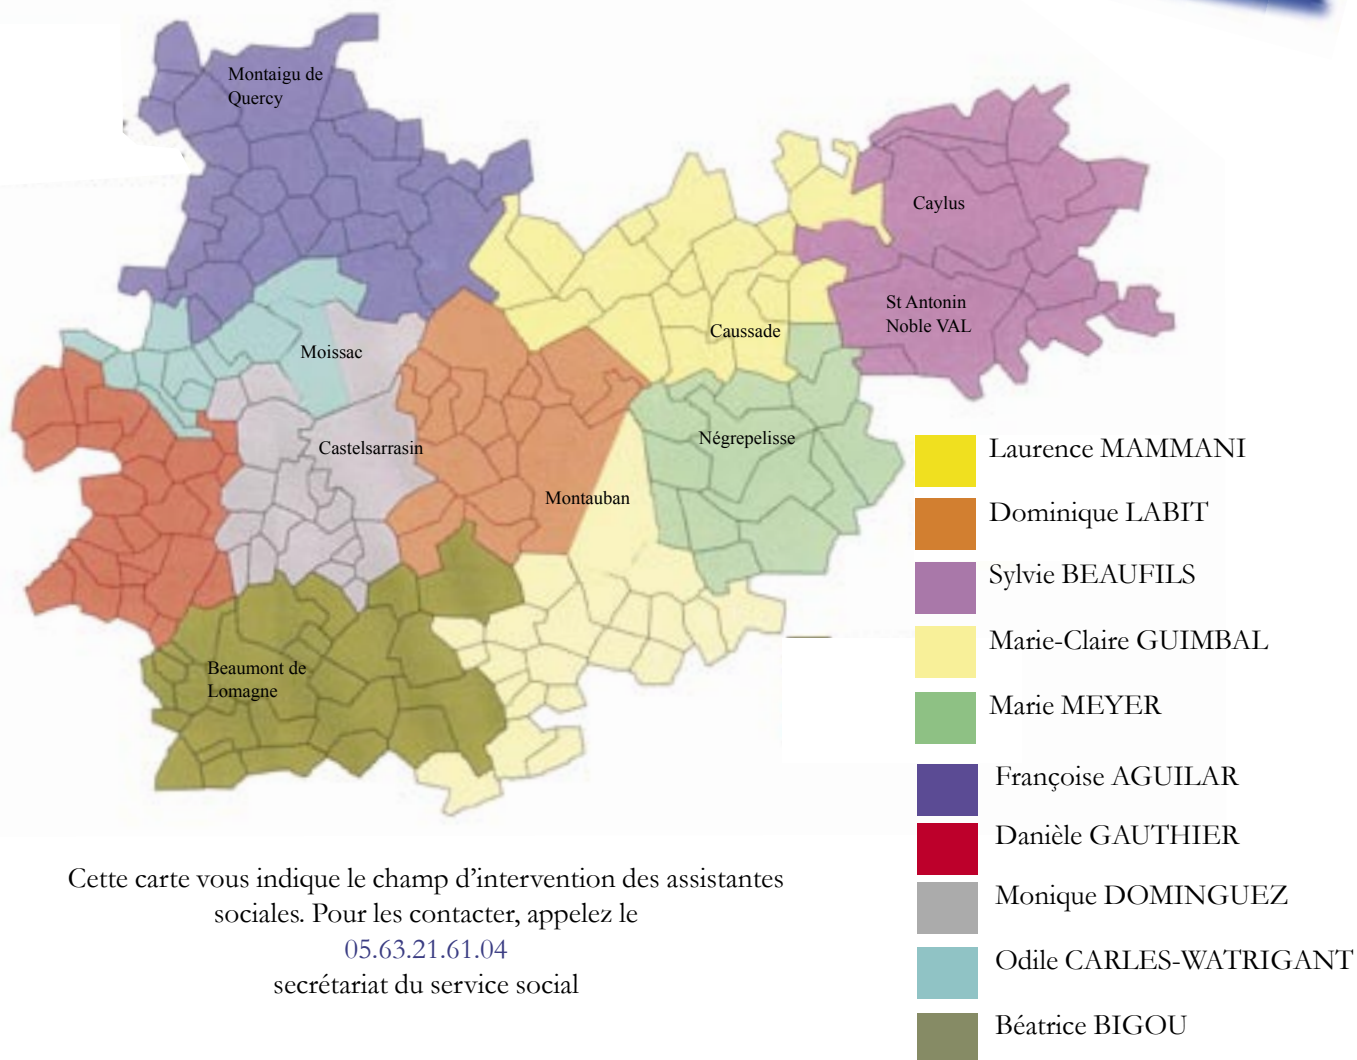 Montaigu de
Quercy
Caylus
St Antonin
Noble VAL
Caussade
Moissac
Castelsarrasin
Négrepelisse
Montauban
Beaumont de
Lomagne
Laurence MAMMANI
Dominique LABIT
Sylvie BEAUFILS
Marie-Claire GUIMBAL
Marie MEYER
Françoise AGUILAR
Danièle GAUTHIER
Monique DOMINGUEZ
Odile CARLES-WATRIGANT
Béatrice BIGOU
Cette carte vous indique le champ d'intervention des assistantes
sociales. Pour les contacter, appelez le
05.63.21.61.04
secrétariat du service social